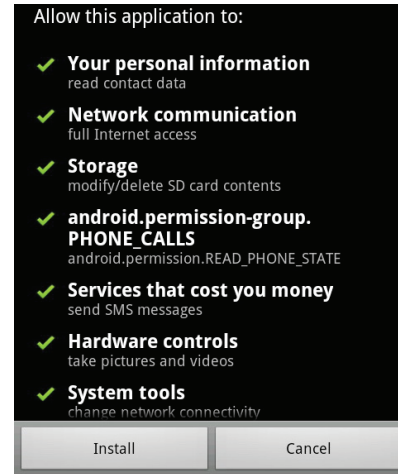 Allow this application to:
Your personal information
read contact data
Network communication
full Internet access
Storage
modify/delete SD card contents
android.permission-group.
PHONE_CALLS
android.permission.READ_PHONE_STATE
Services that cost you money
send SMS messages
Hardware controls
take pictures and videos
System tools
change network connectivity
Install
Cancel